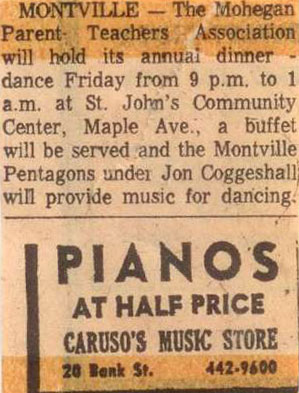 MONTVILLE — The Mohegan
Parent- Teachers Association
will hold its annual dinner -
dance Friday from 9 p.m. to 1
a.m. at St. John's Community
Center, Maple Ave., a buffet
will be served and the Montville
Pentagons under Jon Coggeshall
will provide music for dancing.
PIANOS
AT HALF PRICE
CARUSO'S MUSIC STORE
20 Bank St. 442-9600